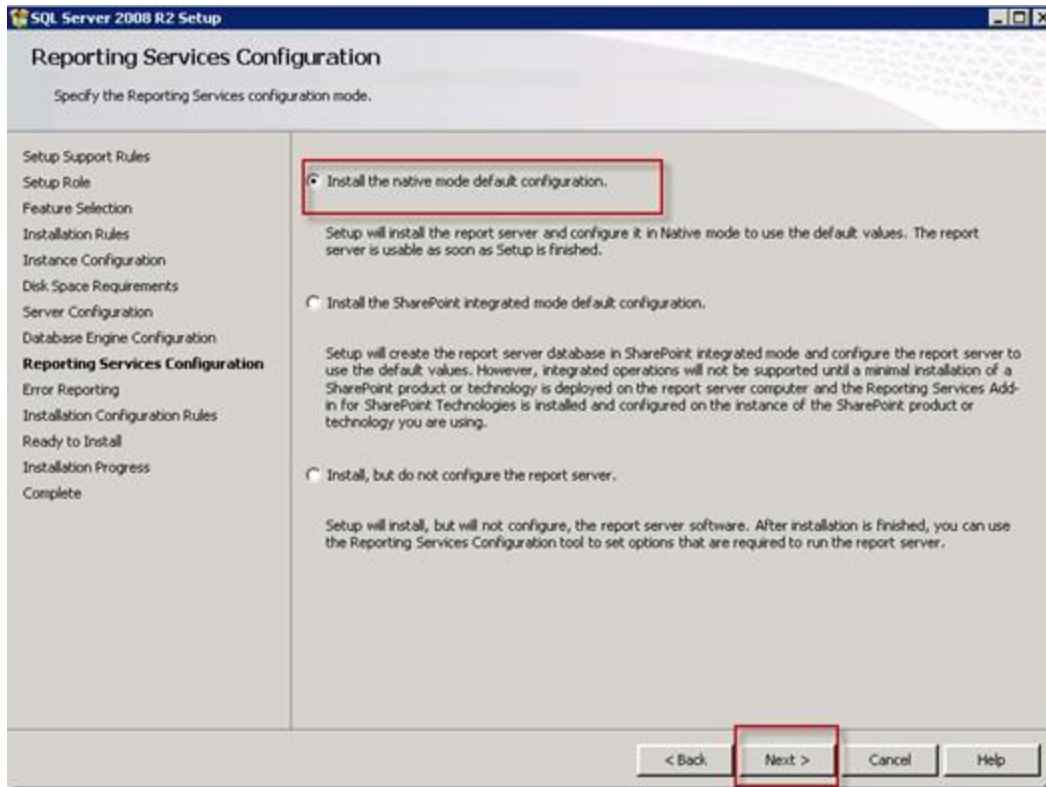 SQL Server 2008 R2 Setup
Reporting Services Configuration
Specify the Reporting Services configuration mode.
Setup Support Rules
Setup Role
Feature Selection
Installation Rules
Instance Configuration
Disk Space Requirements
Server Configuration
Database Engine Configuration
Reporting Services Configuration
Error Reporting
Installation Configuration Rules
Ready to Install
Installation Progress
Complete
Install the native mode default configuration.
Setup will install the report server and configure it in Native mode to use the default values. The report
server is usable as soon as Setup is finished.
Install the SharePoint integrated mode default configuration.
Setup will create the report server database in SharePoint integrated mode and configure the report server to
use the default values. However, integrated operations will not be supported until a minimal installation of a
SharePoint product or technology is deployed on the report server computer and the Reporting Services Add-
in for SharePoint Technologies is installed and configured on the instance of the SharePoint product or
technology you are using.
Install, but do not configure the report server.
Setup will install, but will not configure, the report server software. After installation is finished, you can use
the Reporting Services Configuration tool to set options that are required to run the report server.
< Back
Next >
Cancel
Help